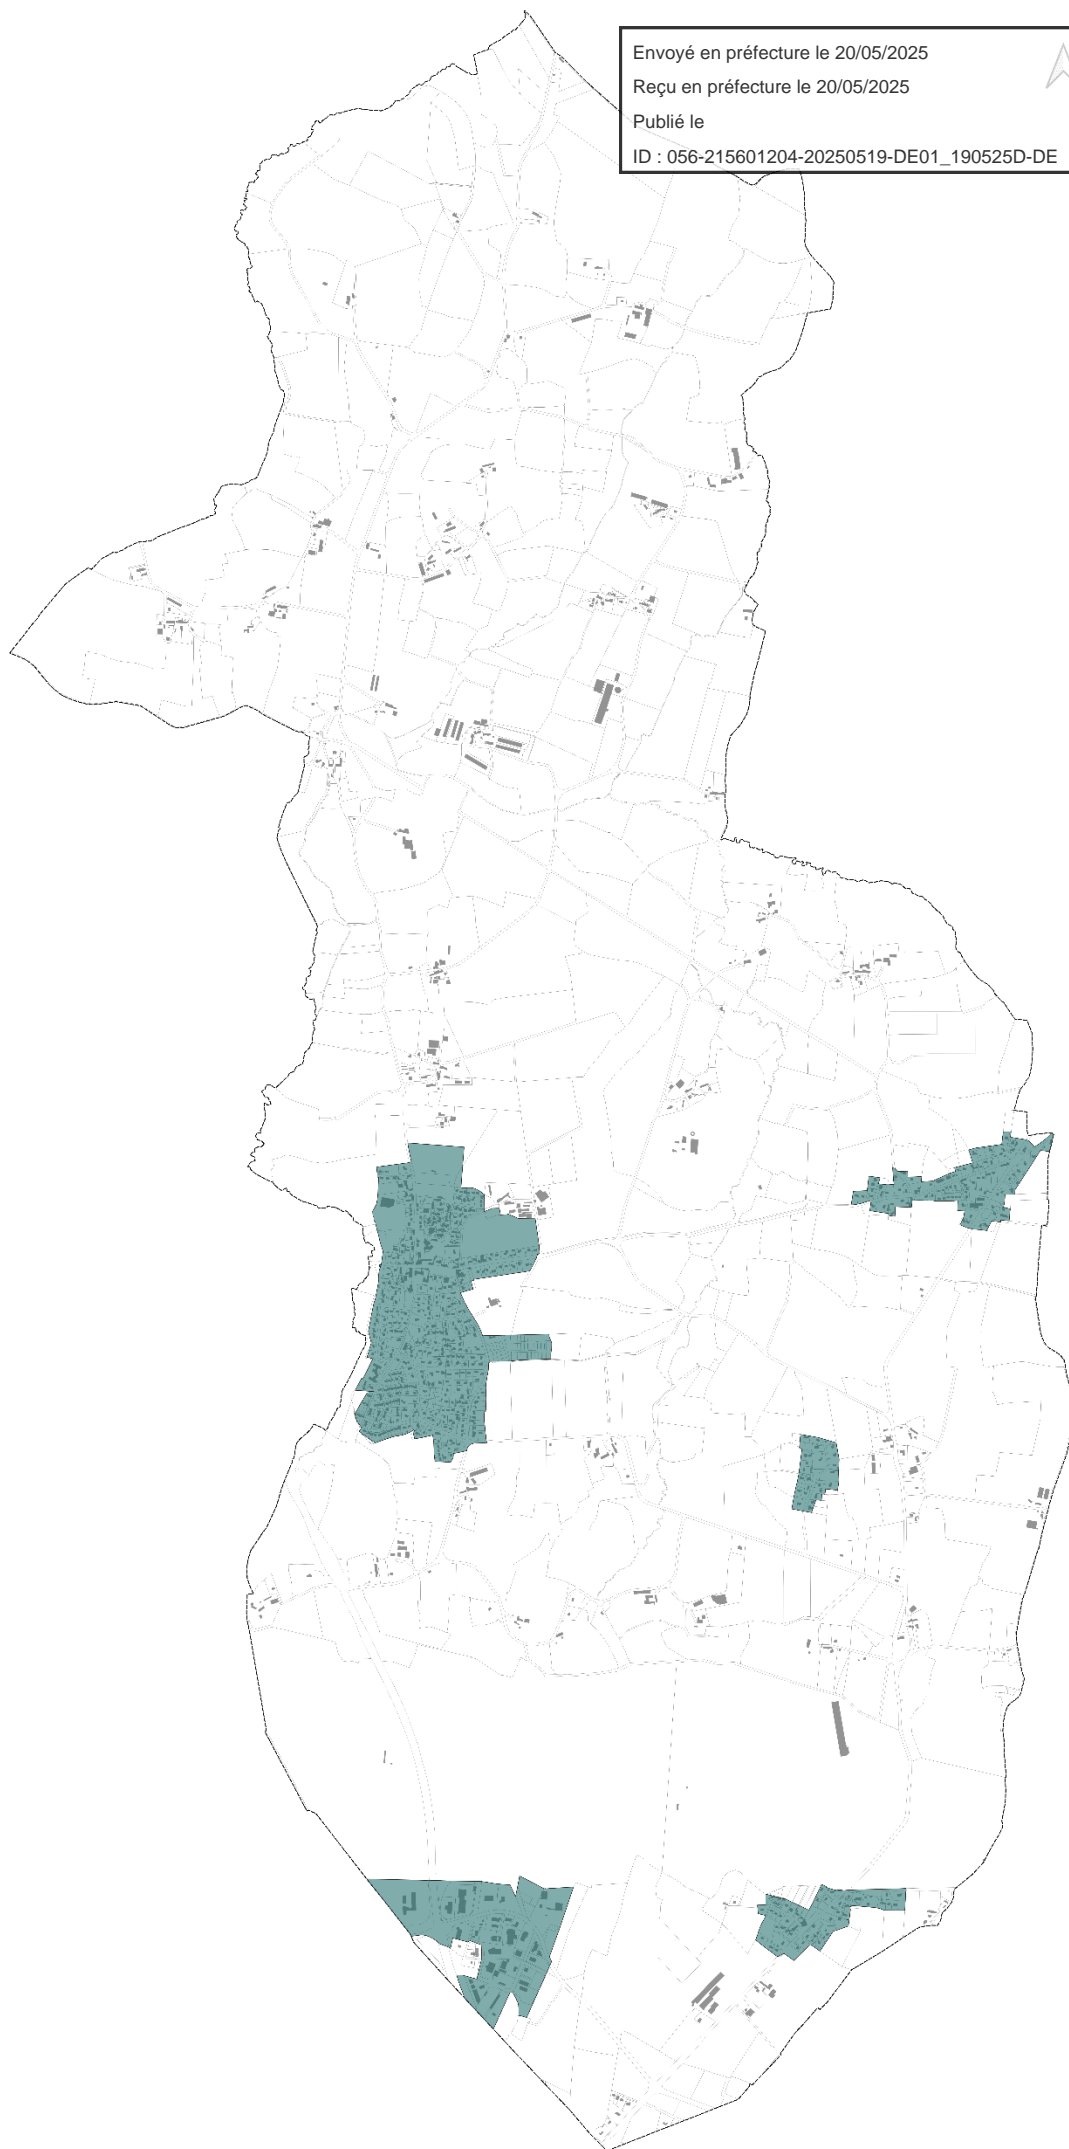 Envoyé en préfecture le 20/05/2025
Reçu en préfecture le 20/05/2025
Publié le
ID : 056-215601204-20250519-DE01_190525D-DE